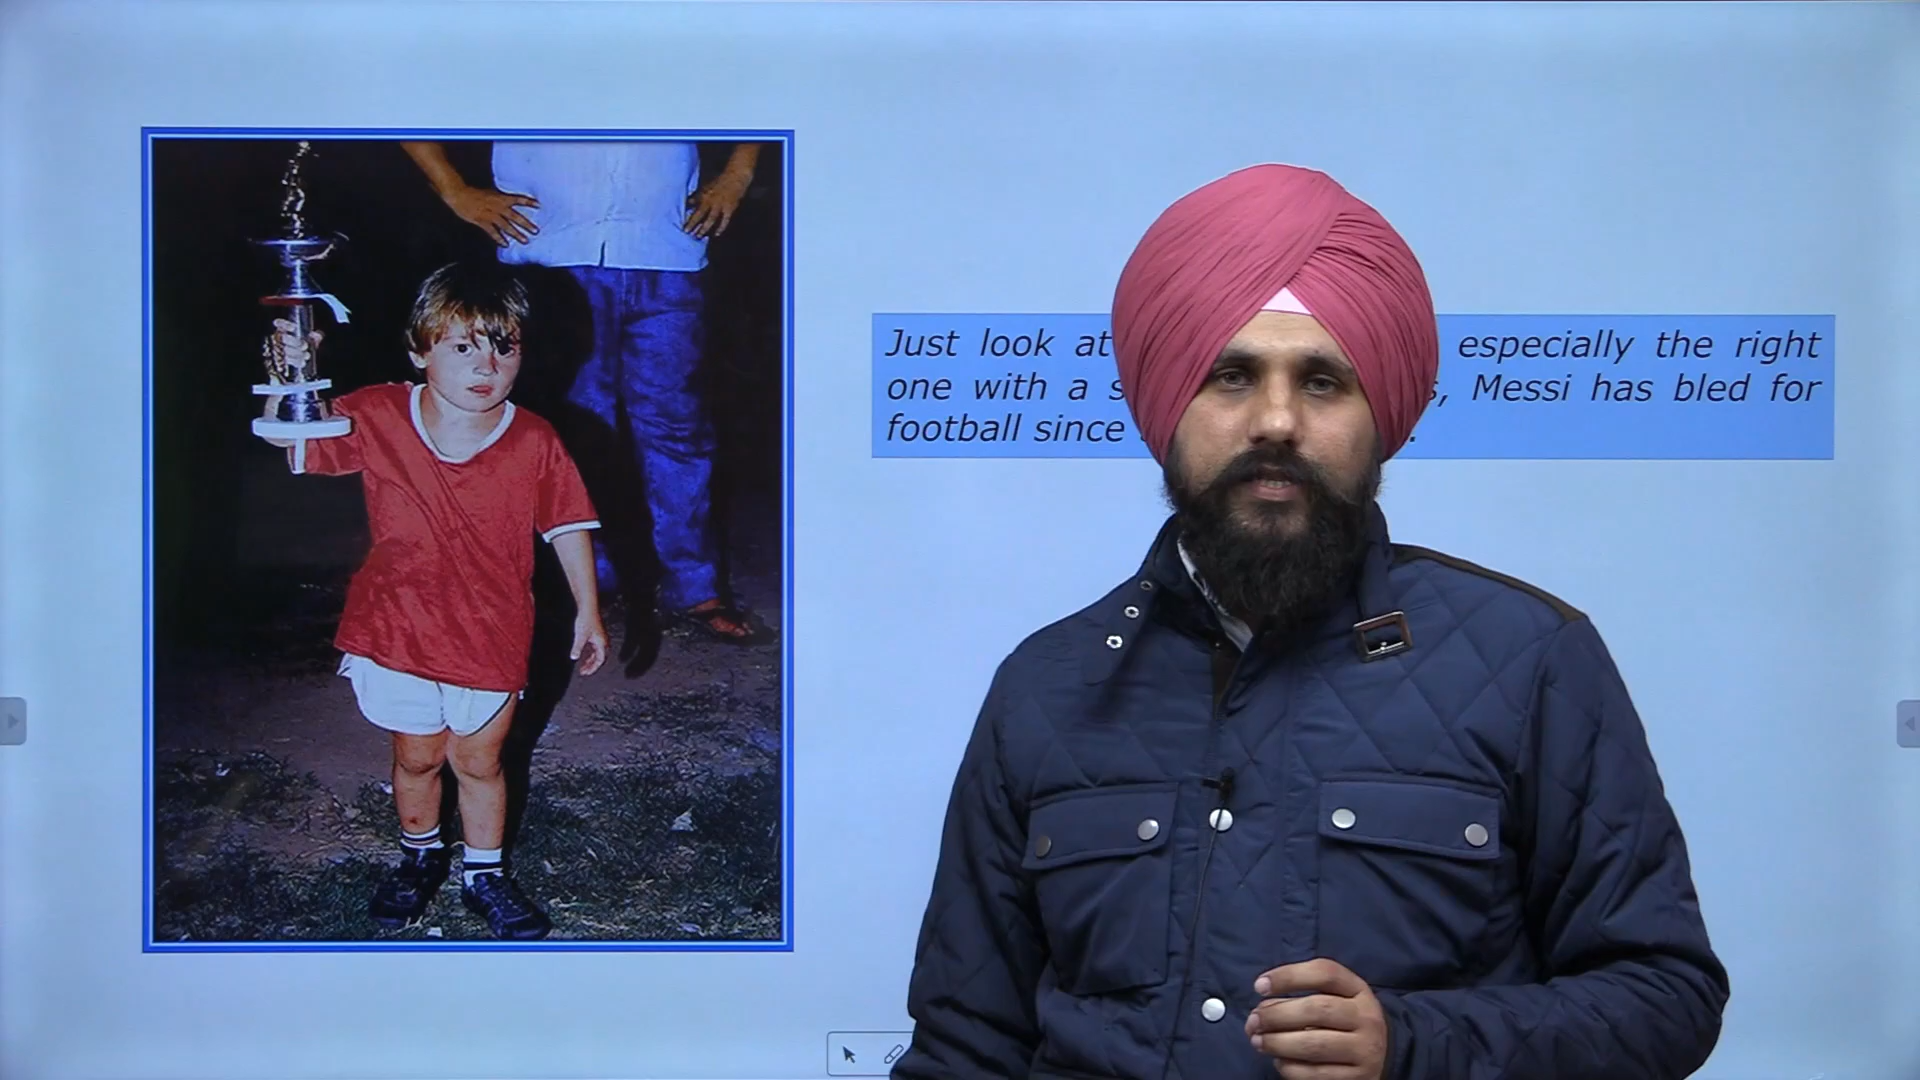 Just look at especially the right
one with a Messi has bled for
football since